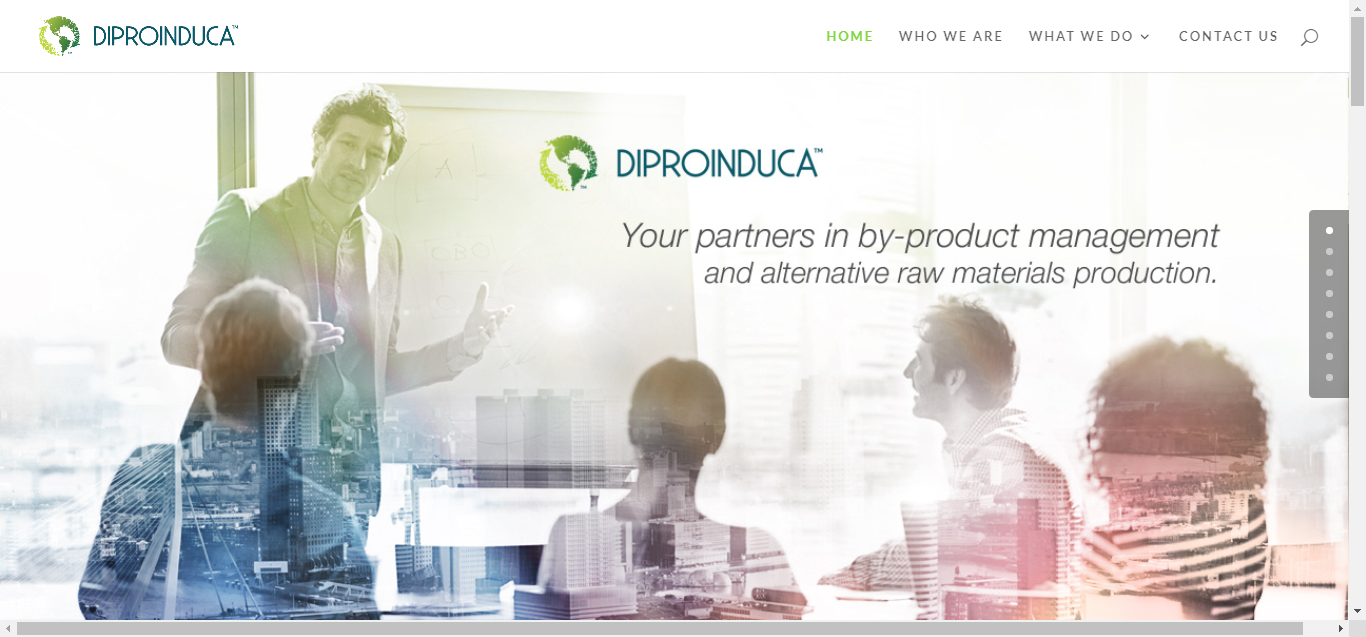 DIPROINDUCA™
HOME
WHO WE ARE
WHAT WE DO
CONTACT US
DIPROINDUCA™
Your partners in by-product management
and alternative raw materials production.